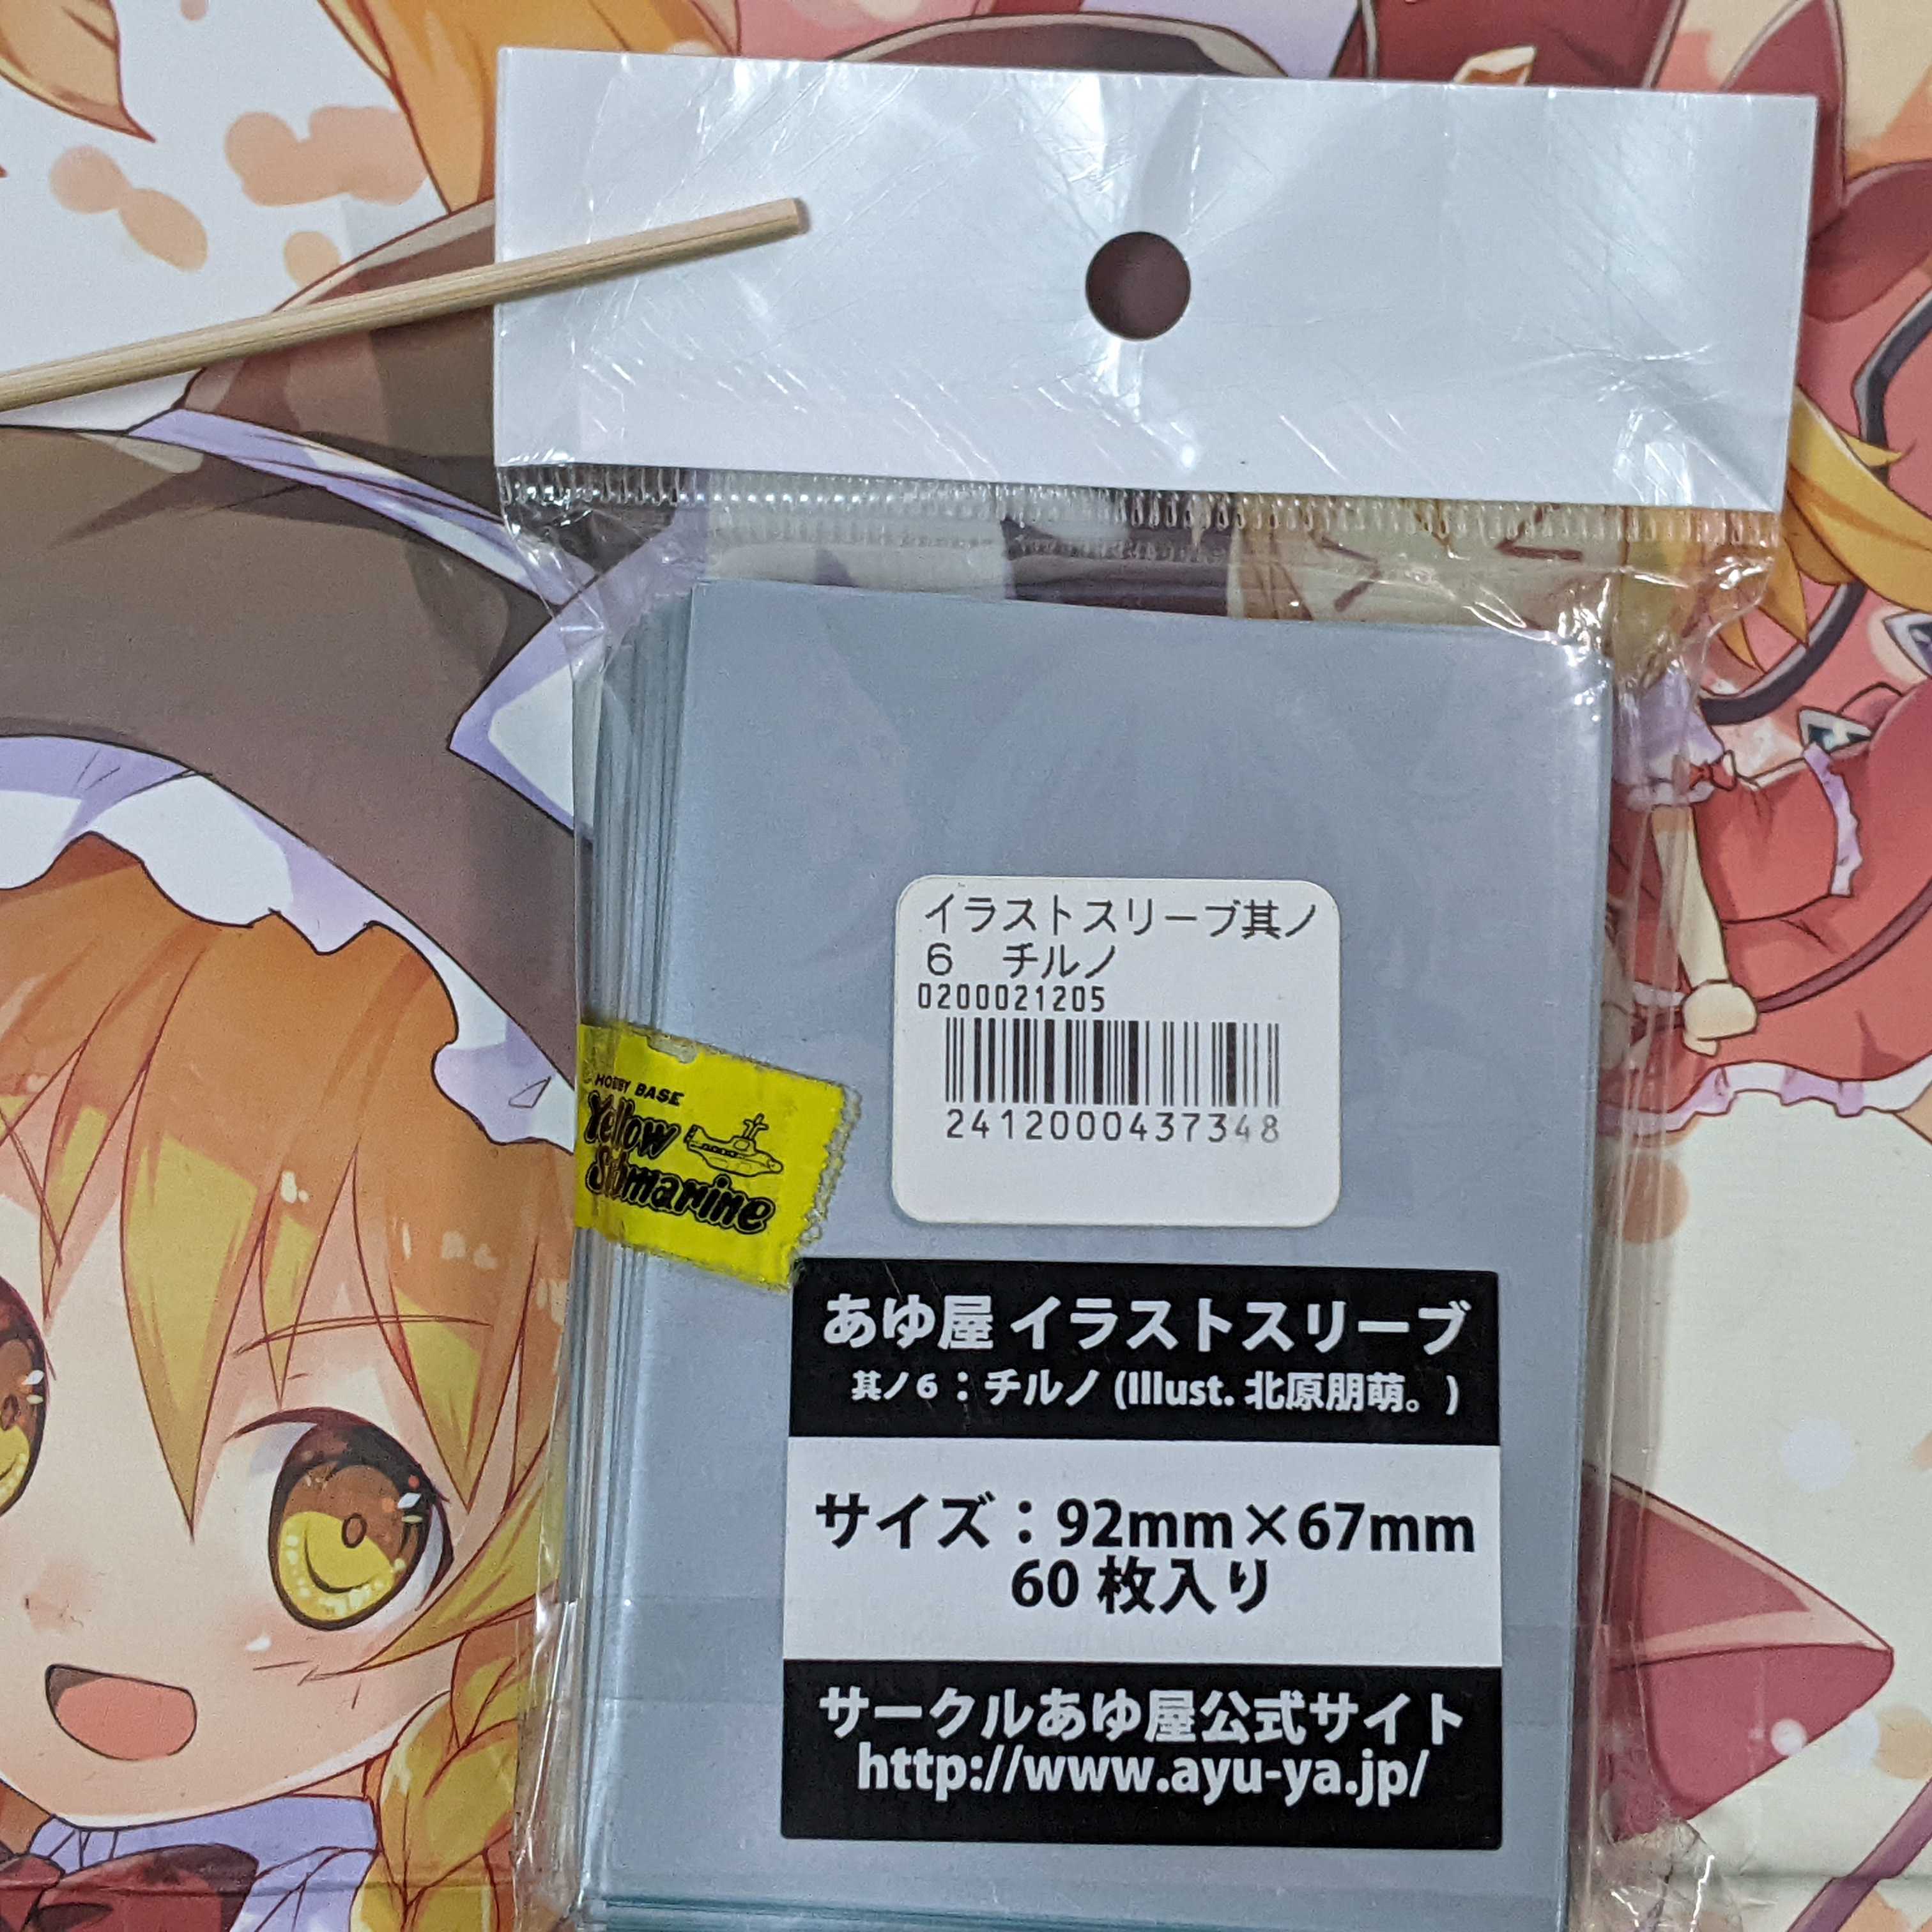 イラストスリーブ其ノ
6 チルノ
0200021205
2412000437348
HOBBY BASE
Yellow
Submarine
あゆ屋 イラストスリーブ
其ノ6：チルノ (Illust. 北原朋萌。)
サイズ：92mm×67mm
60 枚入り
サークルあゆ屋公式サイト
http://www.ayu-ya.jp/